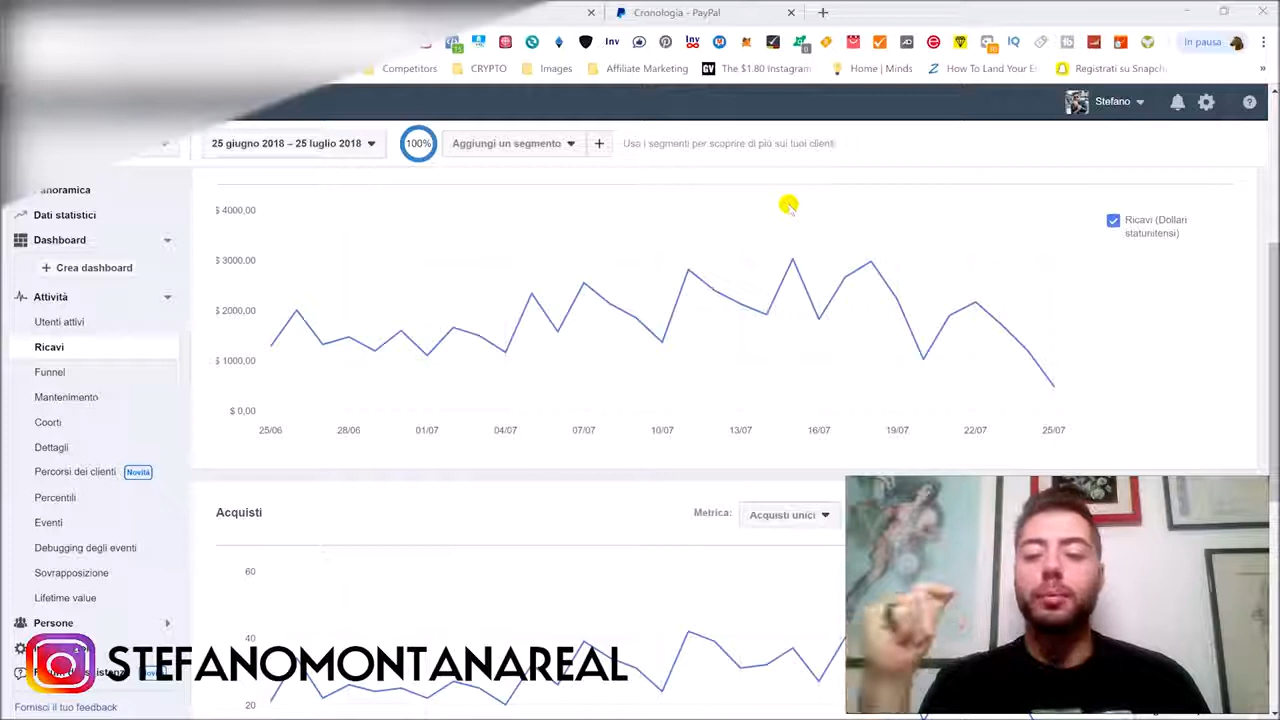 Cronologia - PayPal
Inv
Inv
IQ
In pausa
Competitors
CRYPTO
Images
Affiliate Marketing
GV
The $1.80 Instagram
Home | Minds
How To Land Your E
Registrati su Snapch
Stefano
25 giugno 2018 – 25 luglio 2018
100%
Aggiungi un segmento
Usa i segmenti per scoprire di più sui tuoi clienti
Panoramica
Dati statistici
Dashboard
Crea dashboard
Attività
Utenti attivi
Ricavi
Funnel
Mantenimento
Coorti
Dettagli
Percorsi dei clienti
Novità
Percentili
Eventi
Debugging degli eventi
Sovrapposizione
Lifetime value
Persone
Fornisci il tuo feedback
$ 4000,00
$ 3000,00
$ 2000,00
$ 1000,00
$ 0,00
25/06 28/06 01/07 04/07 07/07 10/07 13/07 16/07 19/07 22/07 25/07
Ricavi (Dollari
statunitensi)
Acquisti
Metrica:
Acquisti unici
60
40
20
STEFANOMONTANAREAL